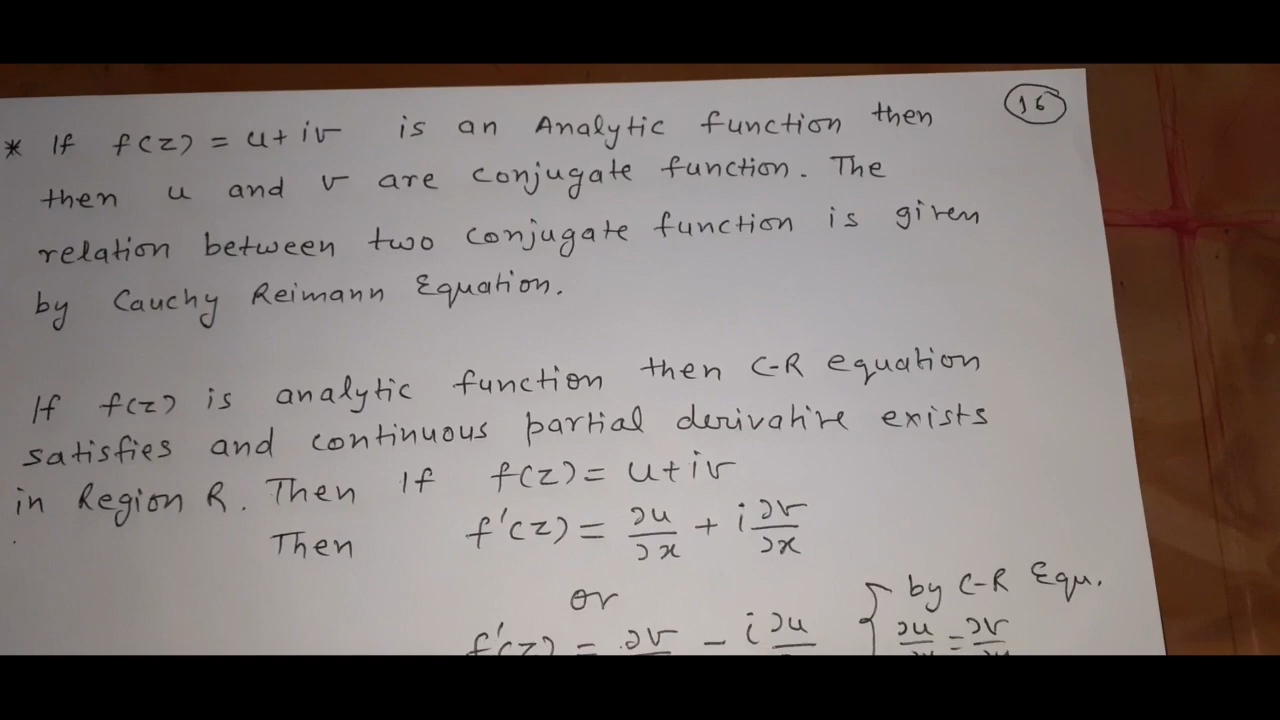 16
* If f(z) = u+iv is an Analytic function then
then u and v are conjugate function. The
relation between two conjugate function is given
by Cauchy Reimann Equation.
If f(z) is analytic function then C-R equation
satisfies and continuous partial derivative exists
in Region R. Then If f(z) = u+iv
Then f'(z) = ∂u/∂x + i ∂v/∂x
or
by C-R Equ.
f'(z) = ∂v - i ∂u { ∂u = ∂v